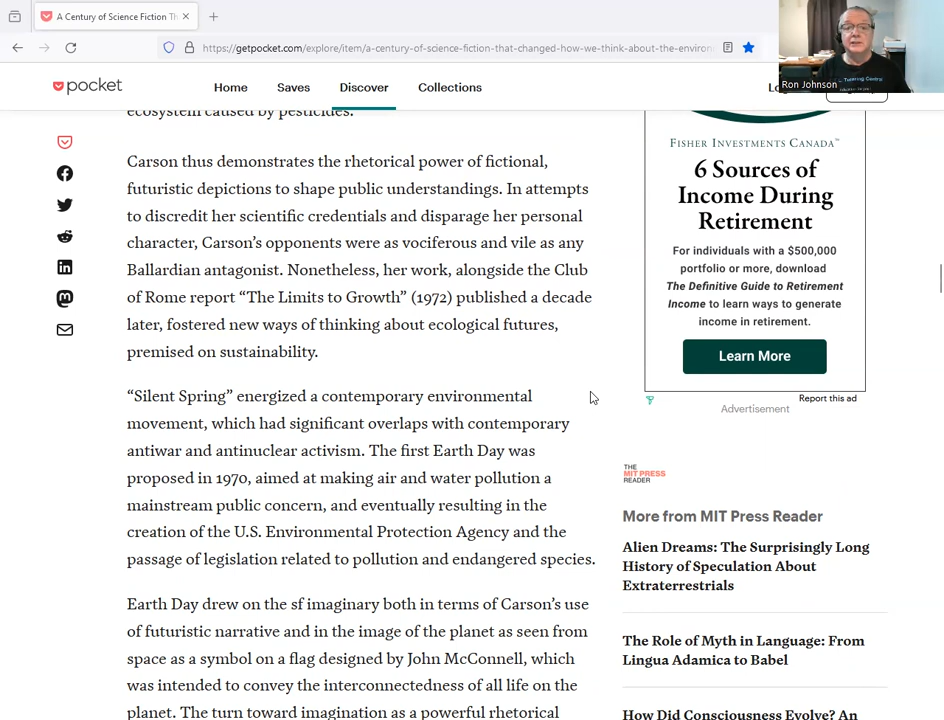 A Century of Science Fiction Th
https://getpocket.com/explore/item/a-century-of-science-fiction-that-changed-how-we-think-about-the-environ
pocket
Home
Saves
Discover
Collections
Ron Johnson
ecosystem caused by pesticides.
Carson thus demonstrates the rhetorical power of fictional,
futuristic depictions to shape public understandings. In attempts
to discredit her scientific credentials and disparage her personal
character, Carson’s opponents were as vociferous and vile as any
Ballardian antagonist. Nonetheless, her work, alongside the Club
of Rome report “The Limits to Growth” (1972) published a decade
later, fostered new ways of thinking about ecological futures,
premised on sustainability.
“Silent Spring” energized a contemporary environmental
movement, which had significant overlaps with contemporary
antiwar and antinuclear activism. The first Earth Day was
proposed in 1970, aimed at making air and water pollution a
mainstream public concern, and eventually resulting in the
creation of the U.S. Environmental Protection Agency and the
passage of legislation related to pollution and endangered species.
Earth Day drew on the sf imaginary both in terms of Carson’s use
of futuristic narrative and in the image of the planet as seen from
space as a symbol on a flag designed by John McConnell, which
was intended to convey the interconnectedness of all life on the
planet. The turn toward imagination as a powerful rhetorical
FISHER INVESTMENTS CANADA™
6 Sources of
Income During
Retirement
For individuals with a $500,000
portfolio or more, download
The Definitive Guide to Retirement
Income to learn ways to generate
income in retirement.
Learn More
Report this ad
Advertisement
THE
MIT PRESS
READER
More from MIT Press Reader
Alien Dreams: The Surprisingly Long
History of Speculation About
Extraterrestrials
The Role of Myth in Language: From
Lingua Adamica to Babel
How Did Consciousness Evolve? An